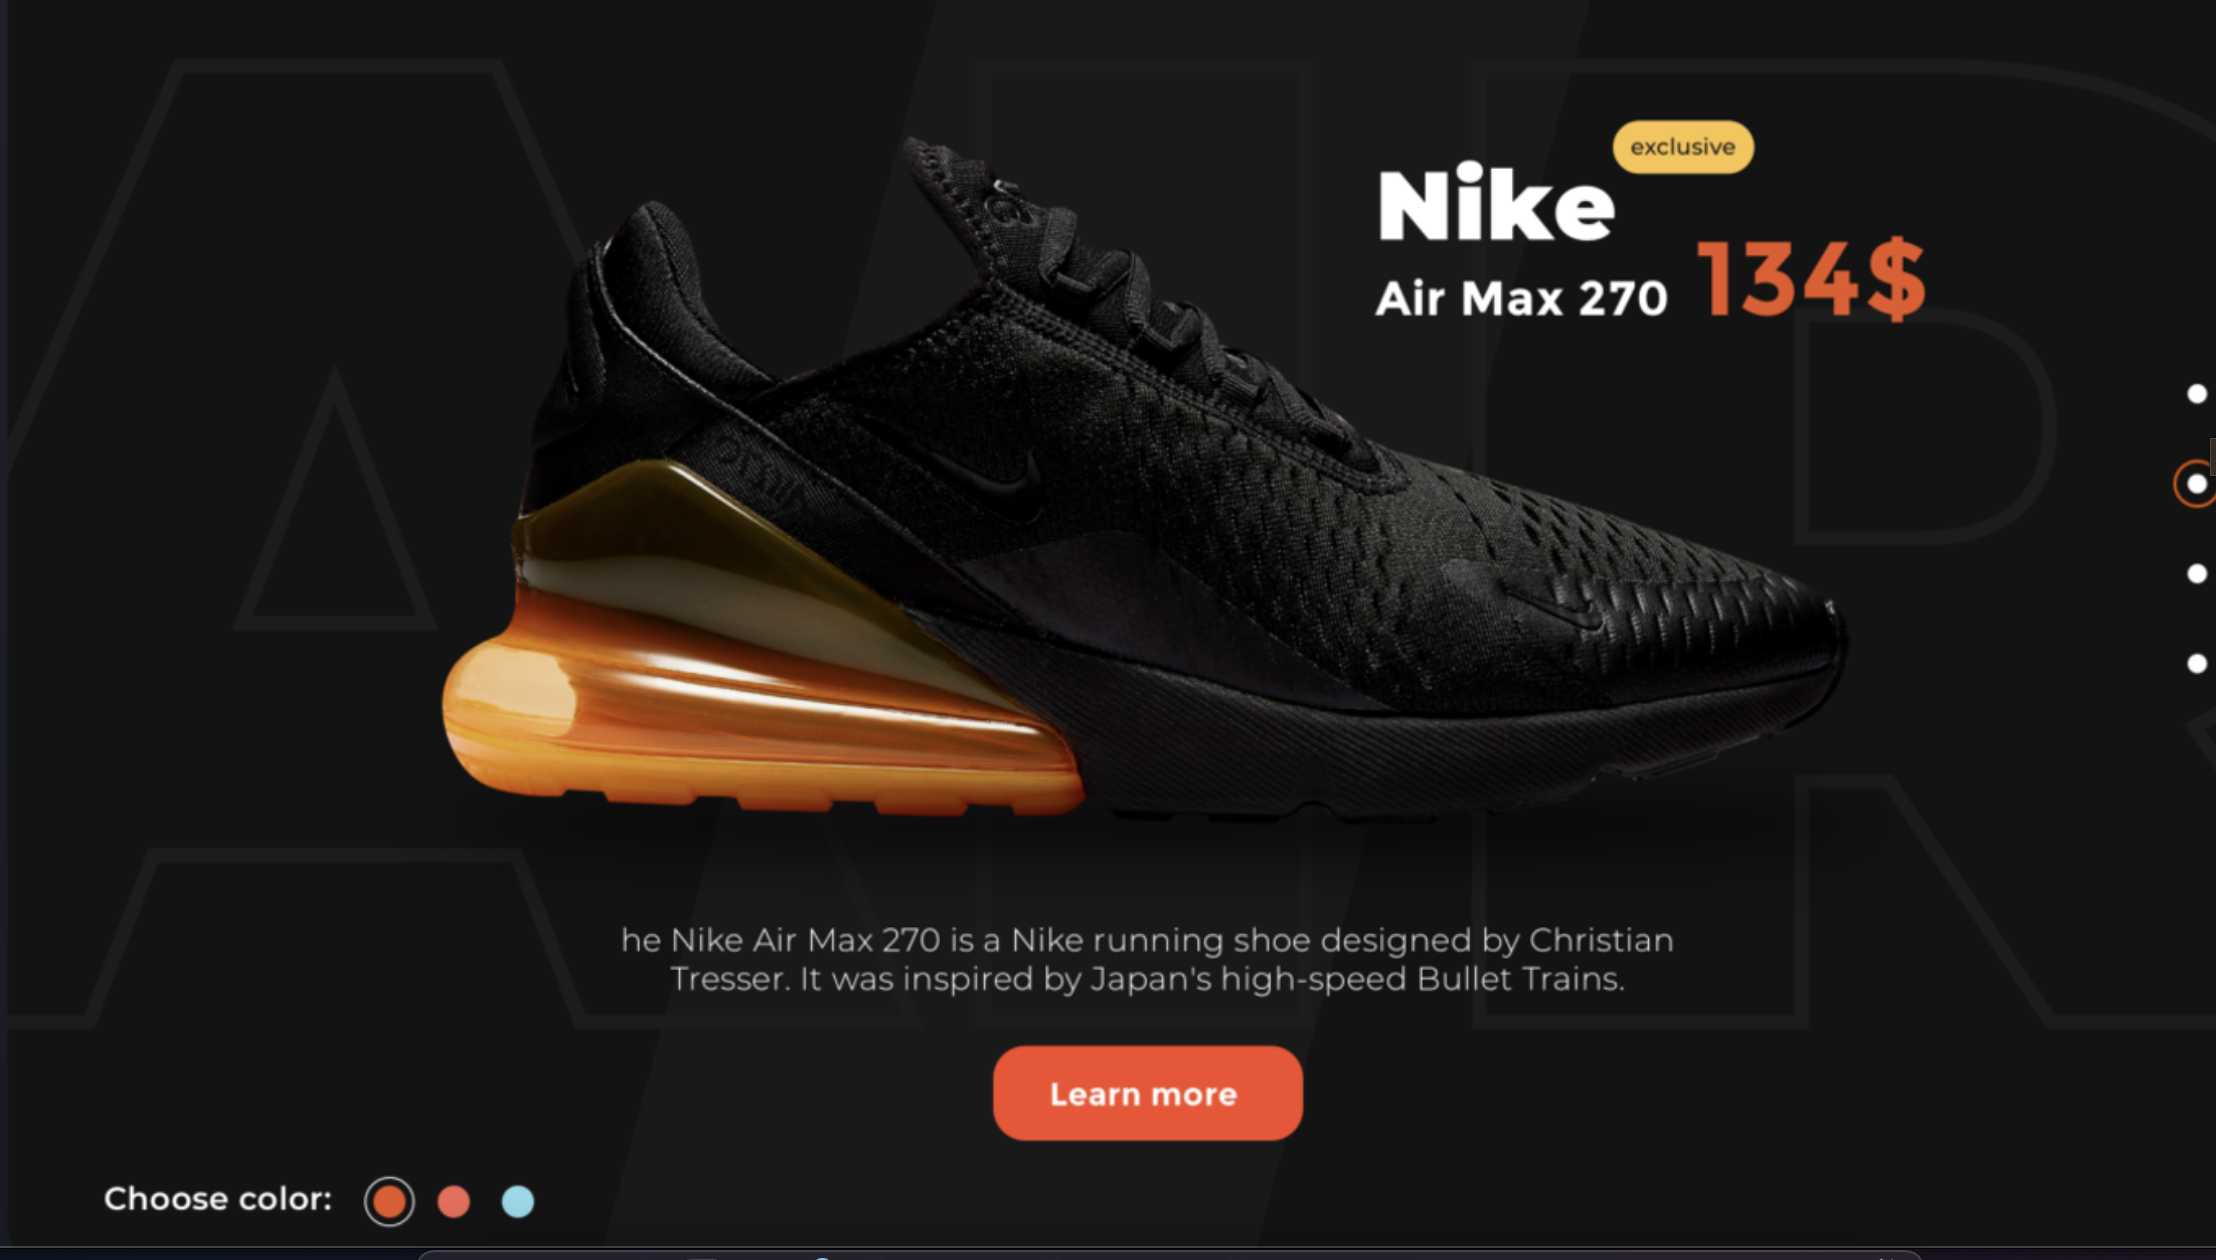 AIR
exclusive
Nike
Air Max 270
134$
he Nike Air Max 270 is a Nike running shoe designed by Christian
Tresser. It was inspired by Japan's high-speed Bullet Trains.
Learn more
Choose color: